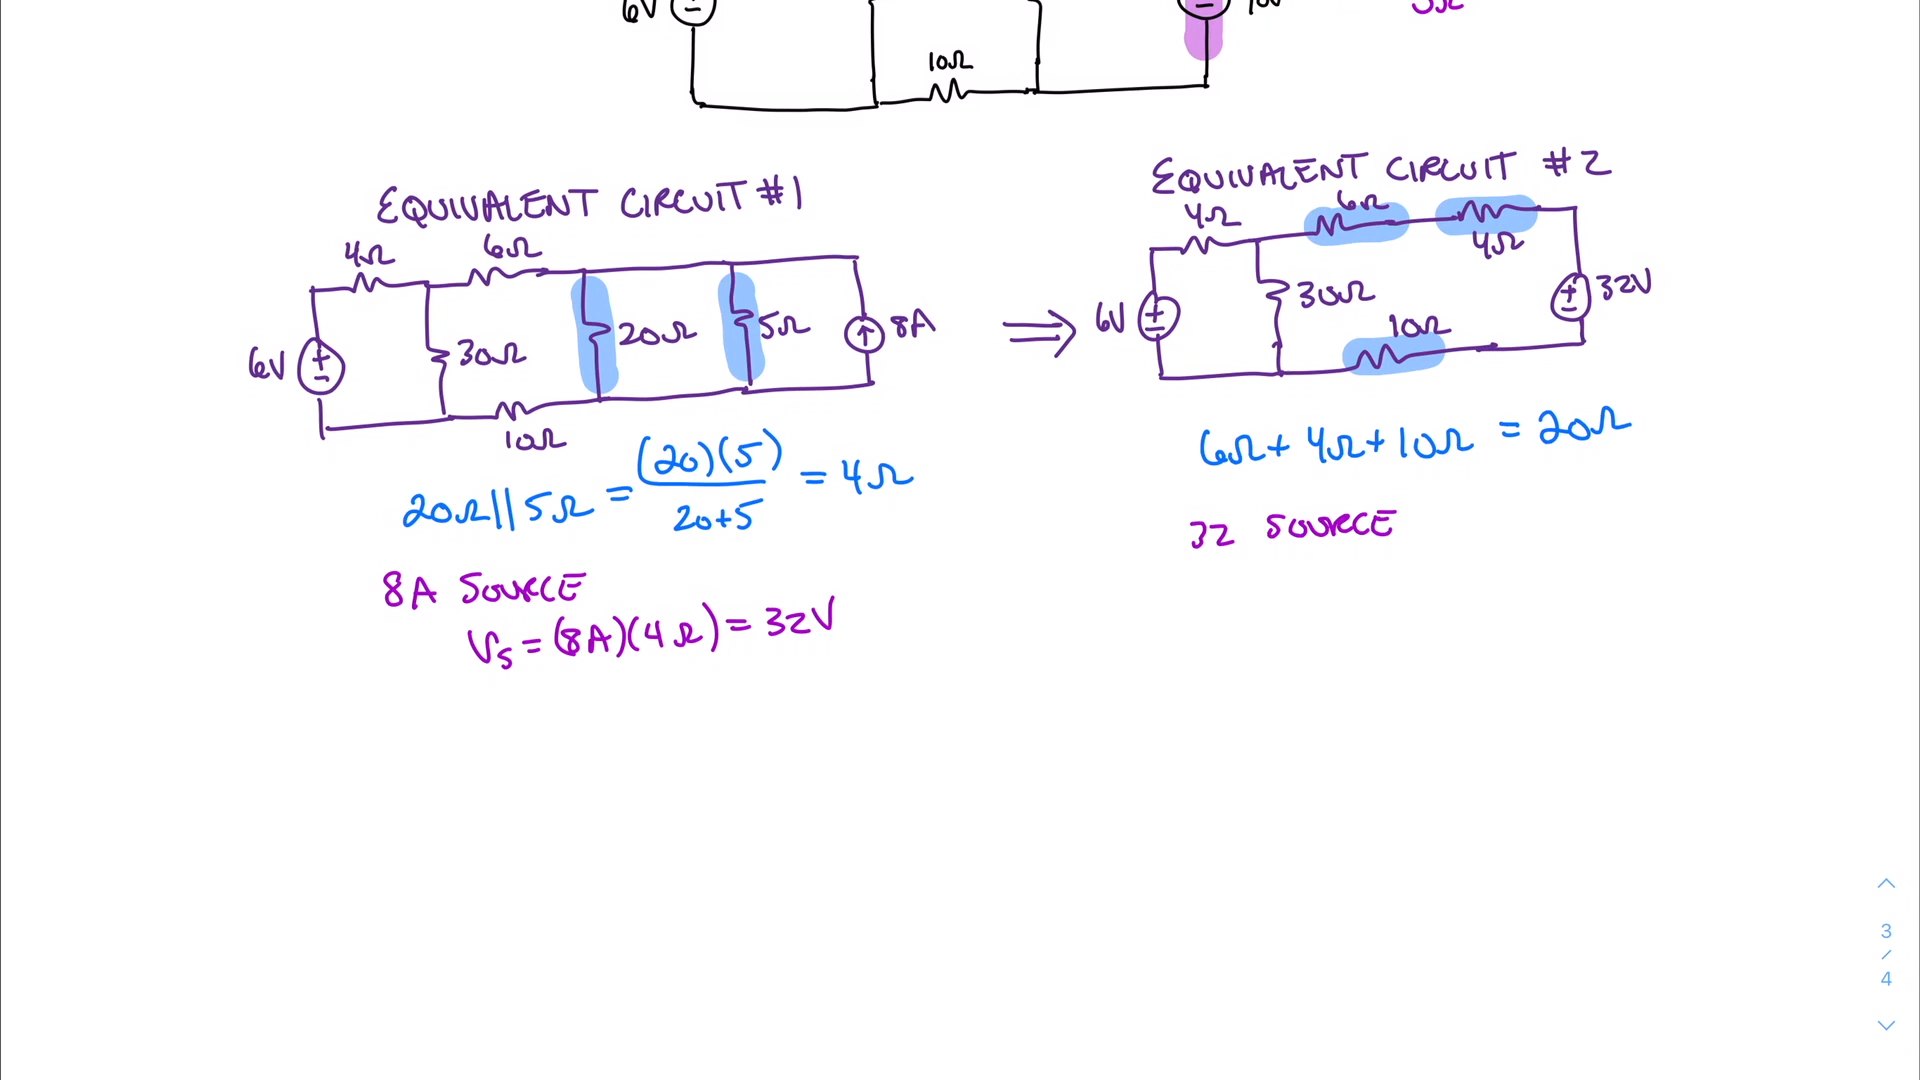 6V
10Ω
5Ω
EQUIVALENT CIRCUIT #1
4Ω
6Ω
6V
+
−
30Ω
20Ω
5Ω
8A
10Ω
20Ω||5Ω = (20)(5) / 20+5 = 4Ω
8A SOURCE
Vs = (8A)(4Ω) = 32V
EQUIVALENT CIRCUIT #2
4Ω
6Ω
4Ω
6V
+
−
30Ω
+
−
32V
10Ω
6Ω + 4Ω + 10Ω = 20Ω
32 SOURCE
3
/
4